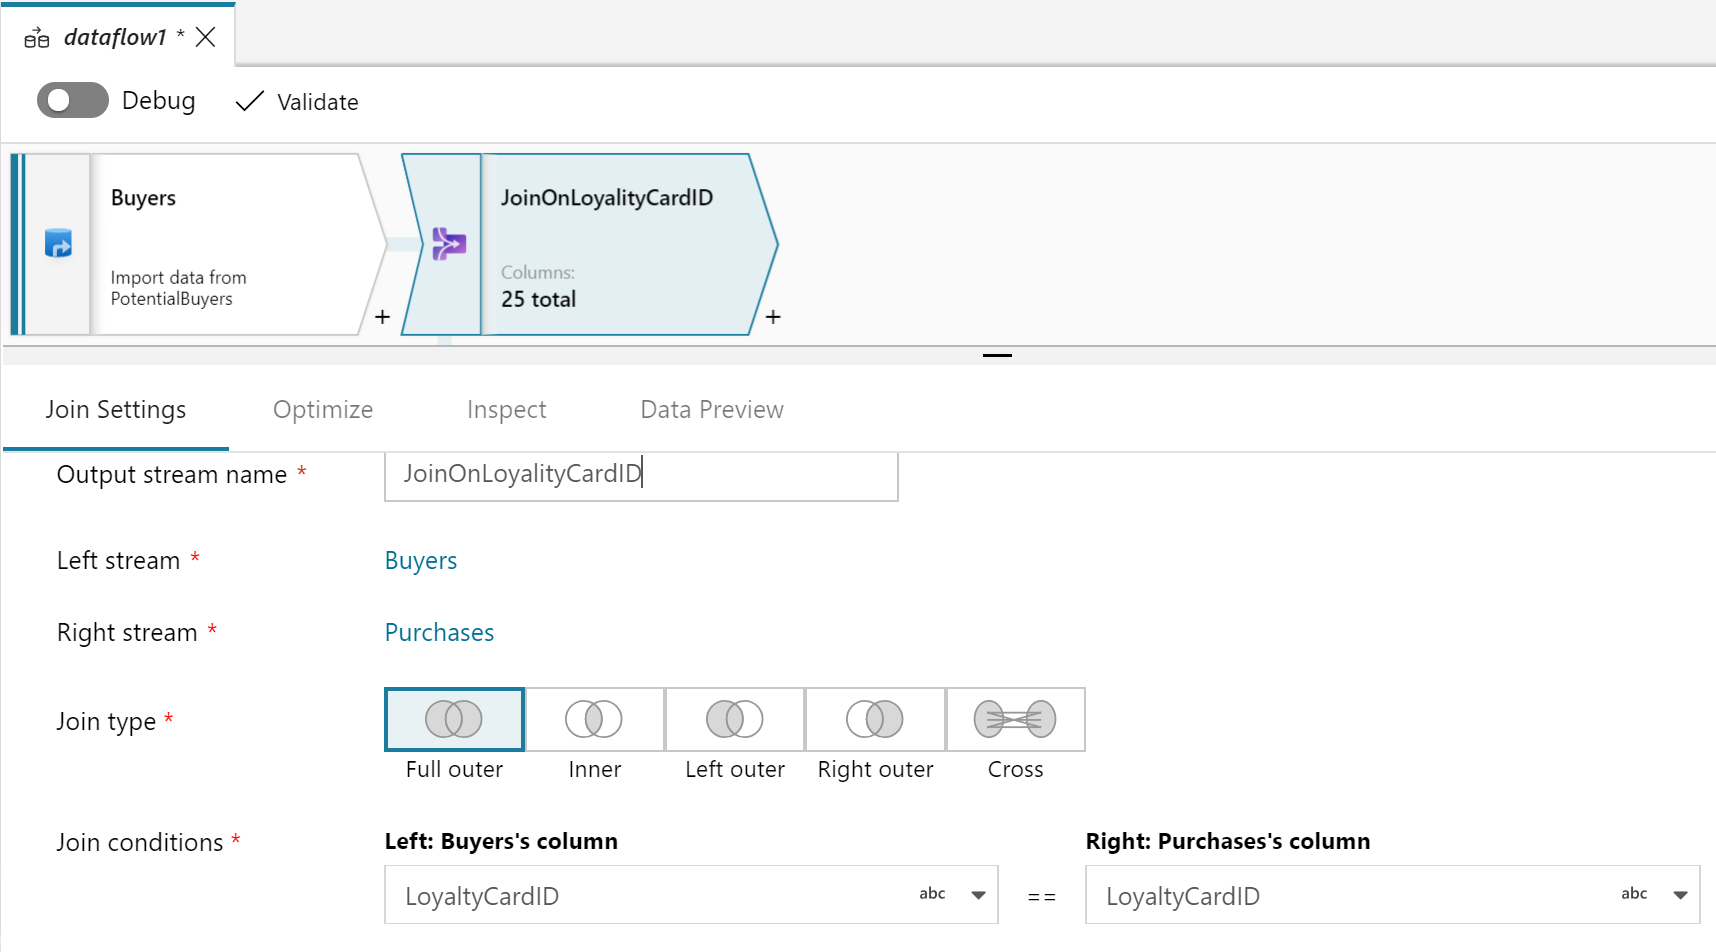 dataflow1 *
Debug
Validate
Buyers
Import data from
PotentialBuyers
+
JoinOnLoyalityCardID
Columns:
25 total
+
Join Settings
Optimize
Inspect
Data Preview
Output stream name *
JoinOnLoyalityCardID
Left stream *
Buyers
Right stream *
Purchases
Join type *
Full outer
Inner
Left outer
Right outer
Cross
Join conditions *
Left: Buyers's column
Right: Purchases's column
LoyaltyCardID
abc
==
LoyaltyCardID
abc